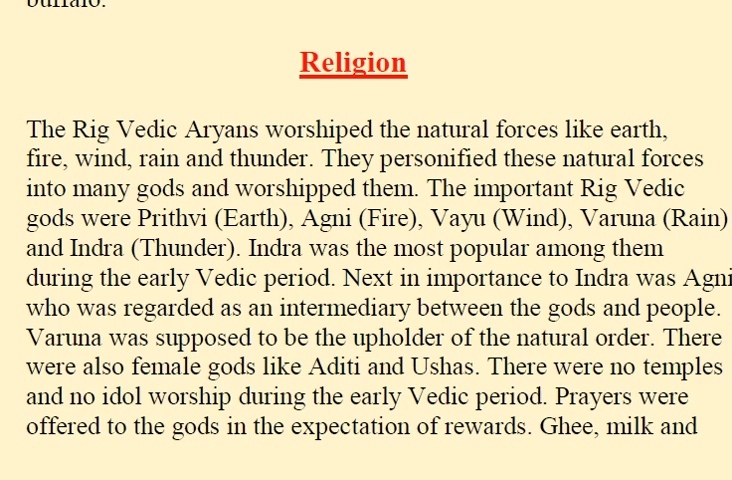 buffalo.
Religion
The Rig Vedic Aryans worshiped the natural forces like earth,
fire, wind, rain and thunder. They personified these natural forces
into many gods and worshipped them. The important Rig Vedic
gods were Prithvi (Earth), Agni (Fire), Vayu (Wind), Varuna (Rain)
and Indra (Thunder). Indra was the most popular among them
during the early Vedic period. Next in importance to Indra was Agni
who was regarded as an intermediary between the gods and people.
Varuna was supposed to be the upholder of the natural order. There
were also female gods like Aditi and Ushas. There were no temples
and no idol worship during the early Vedic period. Prayers were
offered to the gods in the expectation of rewards. Ghee, milk and